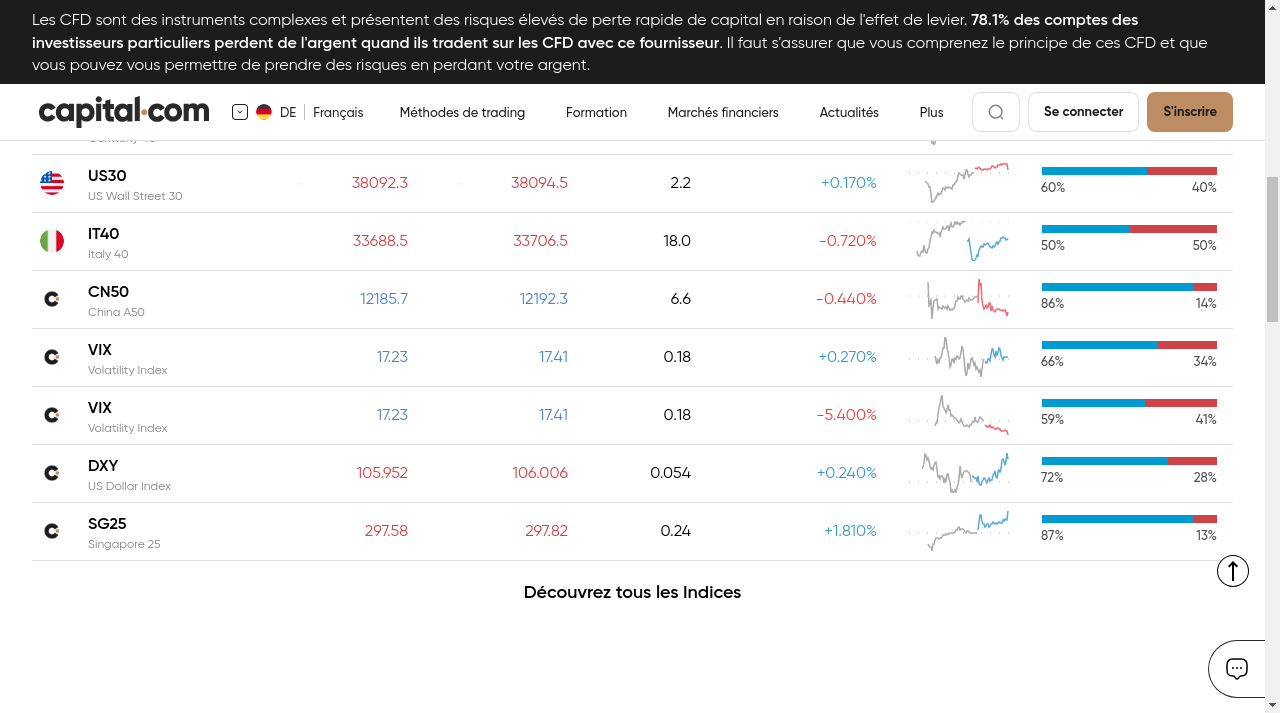 Les CFD sont des instruments complexes et présentent des risques élevés de perte rapide de capital en raison de l'effet de levier. 78.1% des comptes des
investisseurs particuliers perdent de l'argent quand ils tradent sur les CFD avec ce fournisseur. Il faut s'assurer que vous comprenez le principe de ces CFD et que
vous pouvez vous permettre de prendre des risques en perdant votre argent.
capital.com DE Français Méthodes de trading Formation Marchés financiers Actualités Plus Se connecter S'inscrire
US30 38092.3 38094.5 2.2 +0.170%
US Wall Street 30 60% 40%
IT40 33688.5 33706.5 18.0 -0.720%
Italy 40 50% 50%
CN50 12185.7 12192.3 6.6 -0.440%
China A50 86% 14%
VIX 17.23 17.41 0.18 +0.270%
Volatility Index 66% 34%
VIX 17.23 17.41 0.18 -5.400%
Volatility Index 59% 41%
DXY 105.952 106.006 0.054 +0.240%
US Dollar Index 72% 28%
SG25 297.58 297.82 0.24 +1.810%
Singapore 25 87% 13%
Découvrez tous les Indices